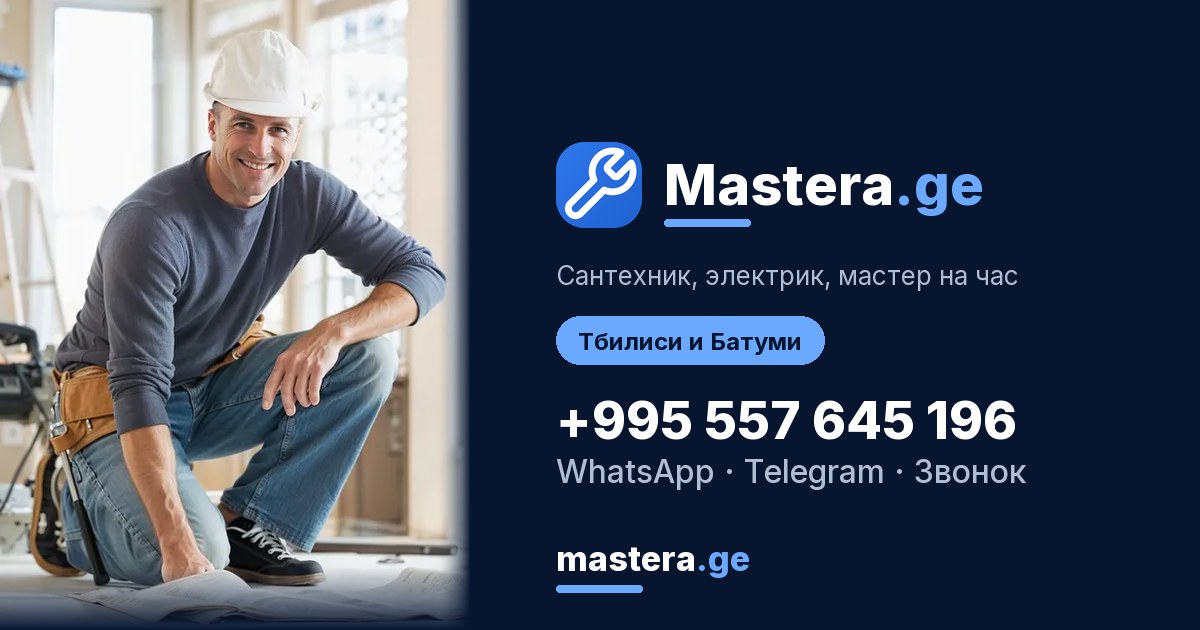 Mastera.ge
Сантехник, электрик, мастер на час
Тбилиси и Батуми
+995 557 645 196
WhatsApp · Telegram · Звонок
mastera.ge